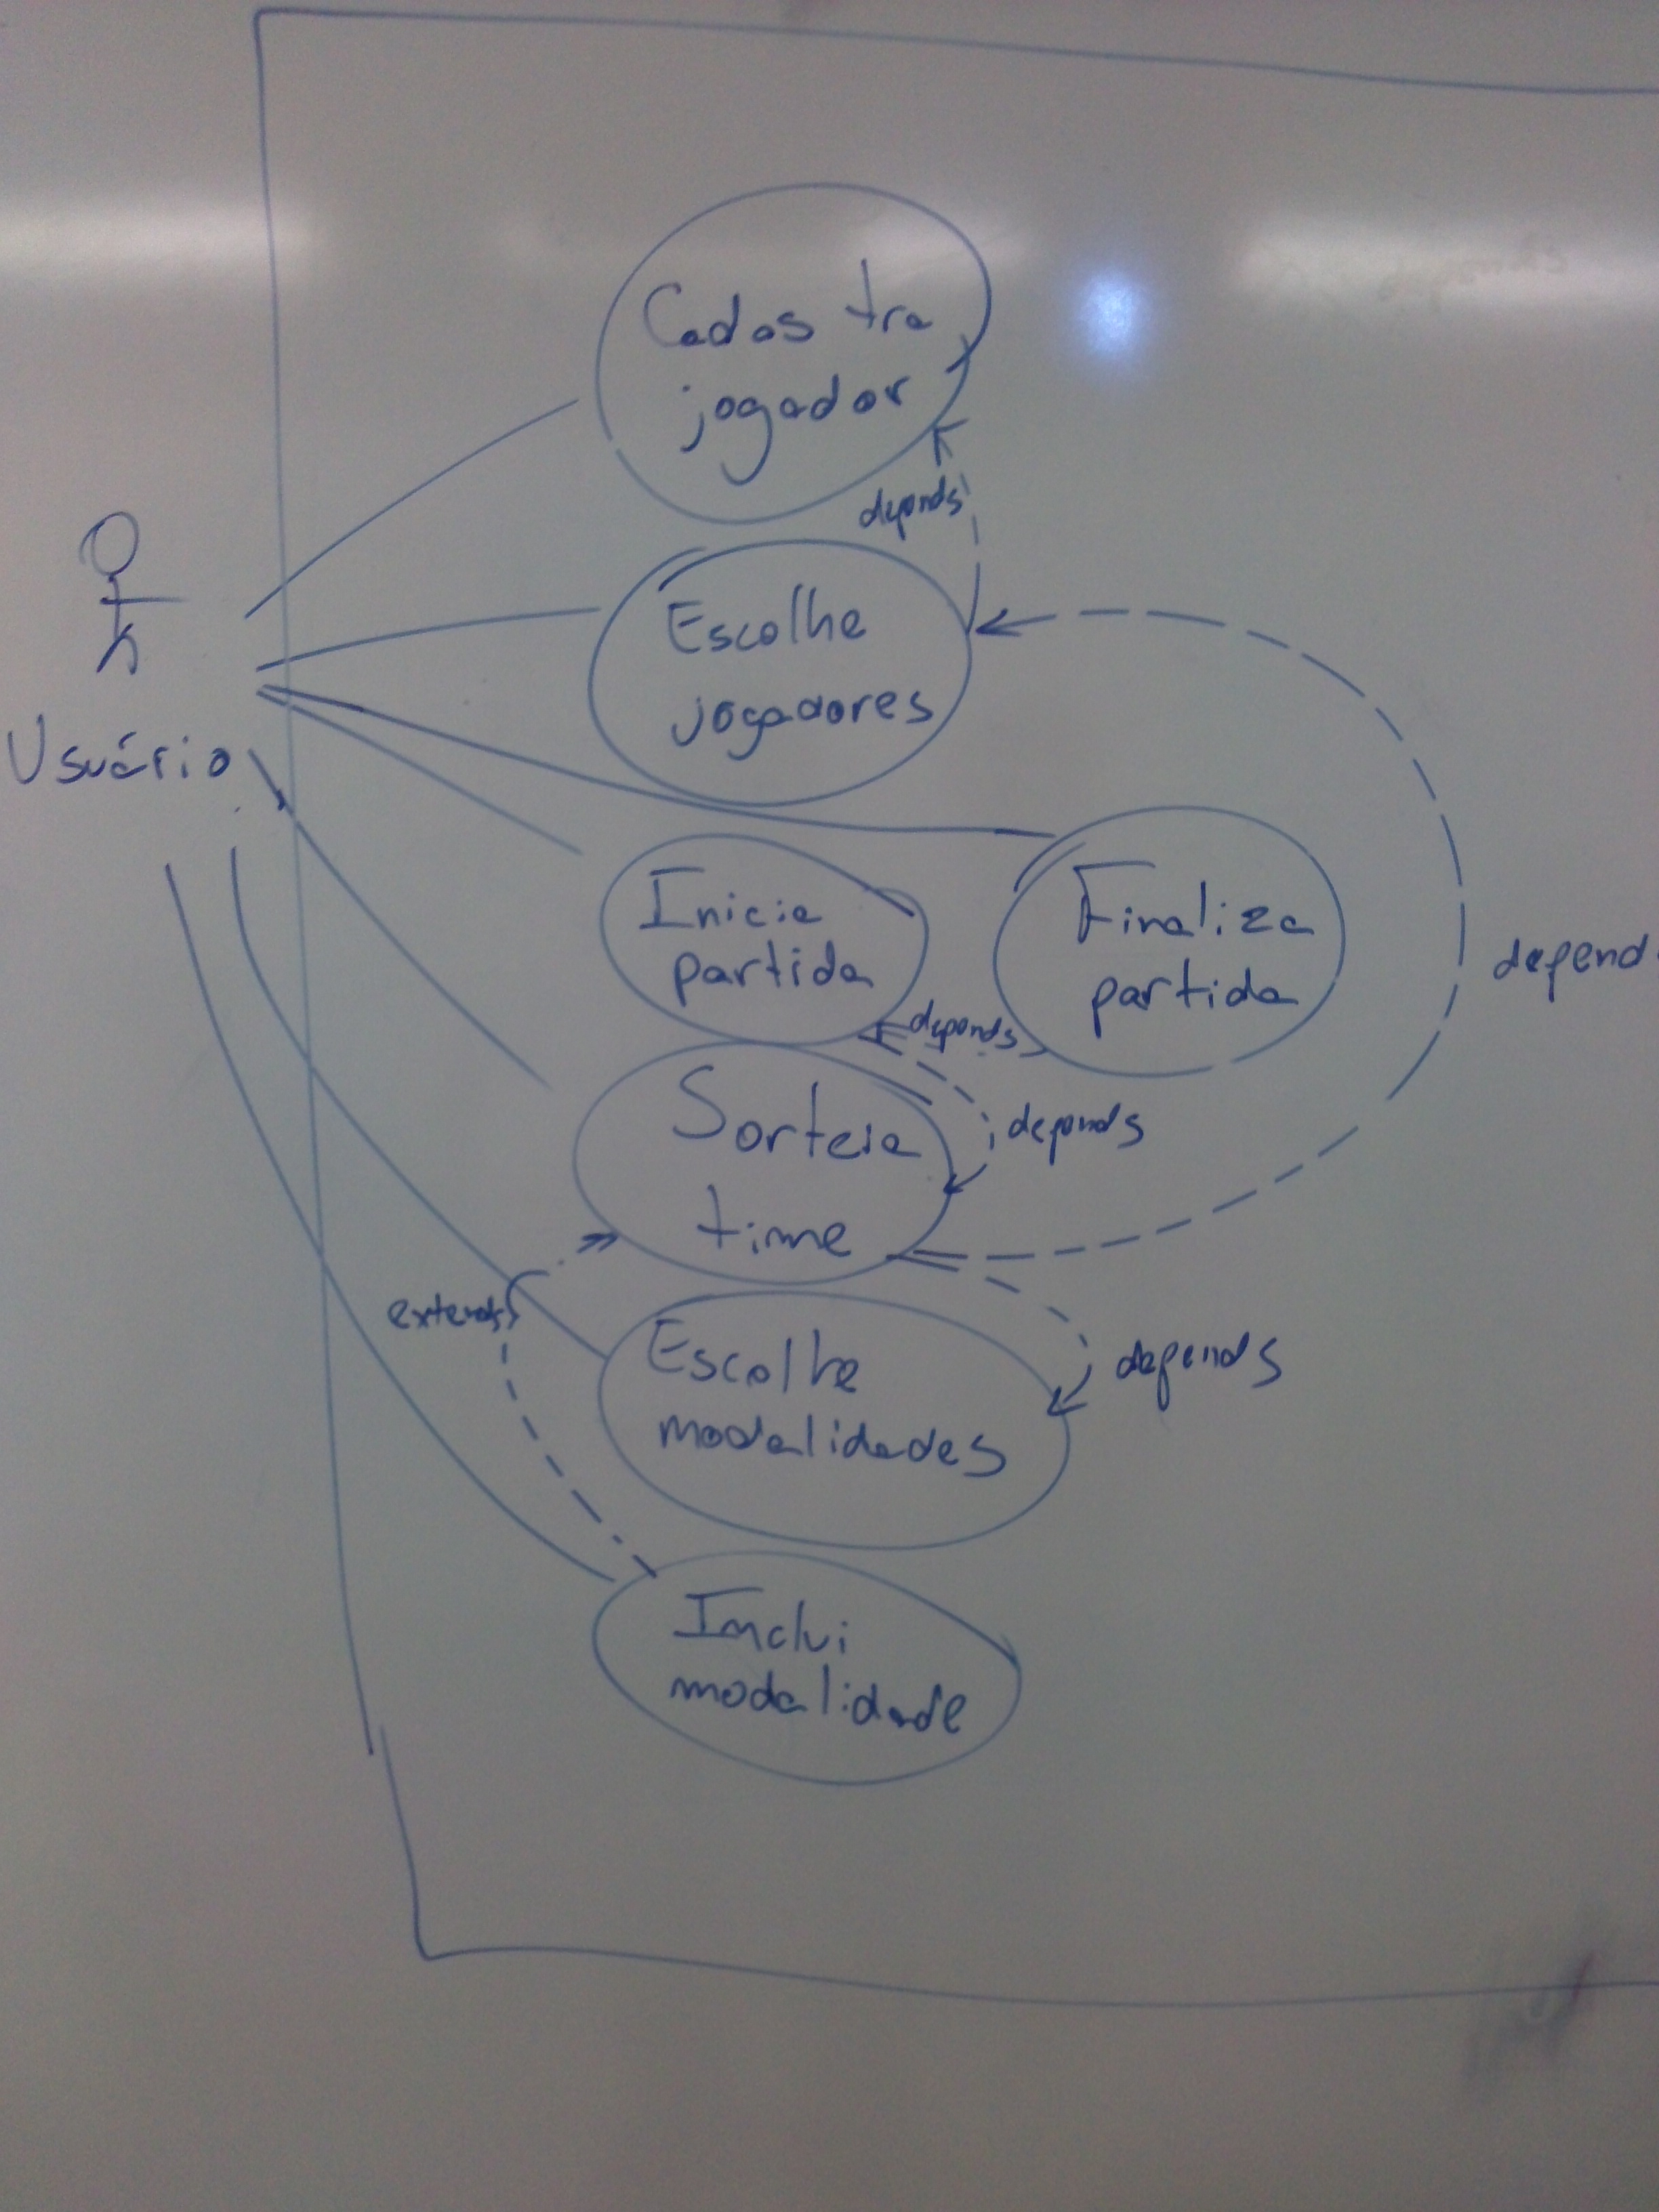 Cadastra
jogador
depends
Escolhe
jogadores
Usuário
Inicia
partida
Finaliza
partida
depend
depends
Sorteia
time
depends
extends
Escolhe
modalidades
depends
Inclui
modalidade